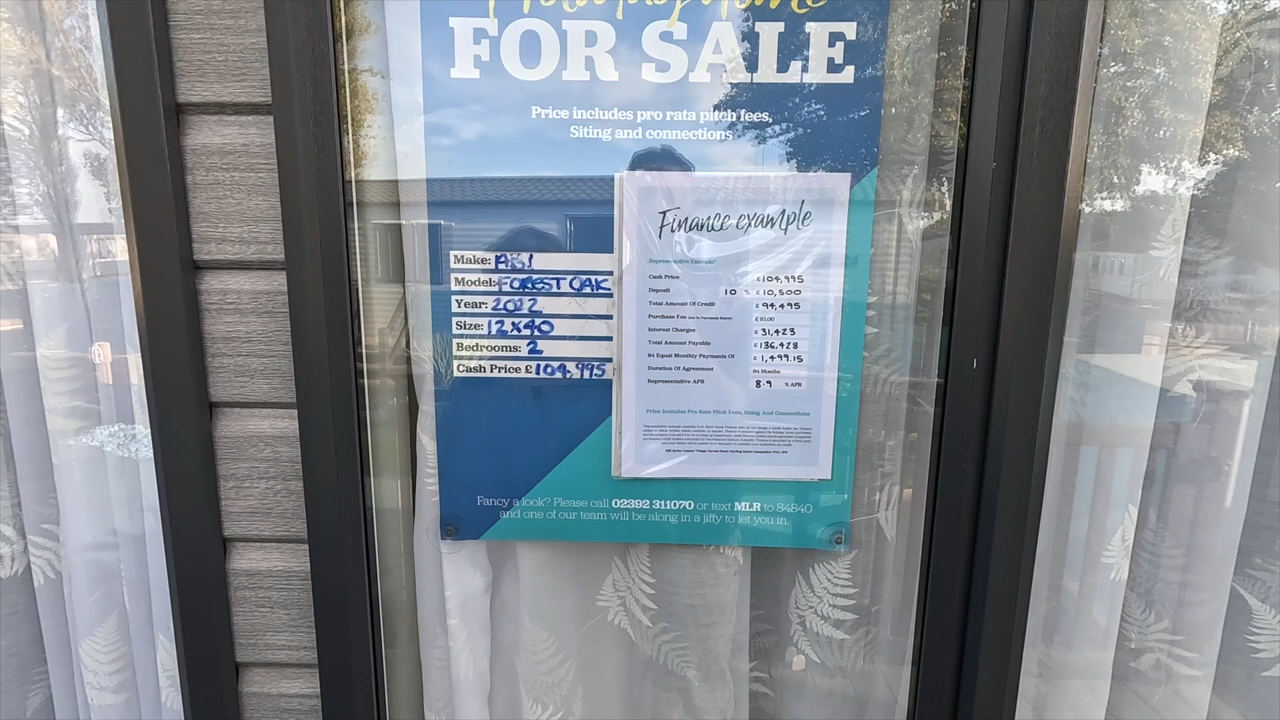 FOR SALE
Price includes pro rata pitch fees,
Siting and connections
Make: ABI
Model: FOREST OAK
Year: 2022
Size: 12X40
Bedrooms: 2
Cash Price £ 104,995
Finance example
Representative Example*
Cash Price £104,995
Deposit 10 % £10,500
Total Amount Of Credit £94,495
Purchase Fee £10.00
Interest Charges £31,423
Total Amount Payable £136,428
84 Equal Monthly Payments Of £1,499.15
Duration Of Agreement 84 Months
Representative APR 8.9 % APR
Price Includes Pro Rata Pitch Fees, Siting And Connections
Fancy a look? Please call 02392 311070 or text MLR to 84840
and one of our team will be along in a jiffy to let you in.